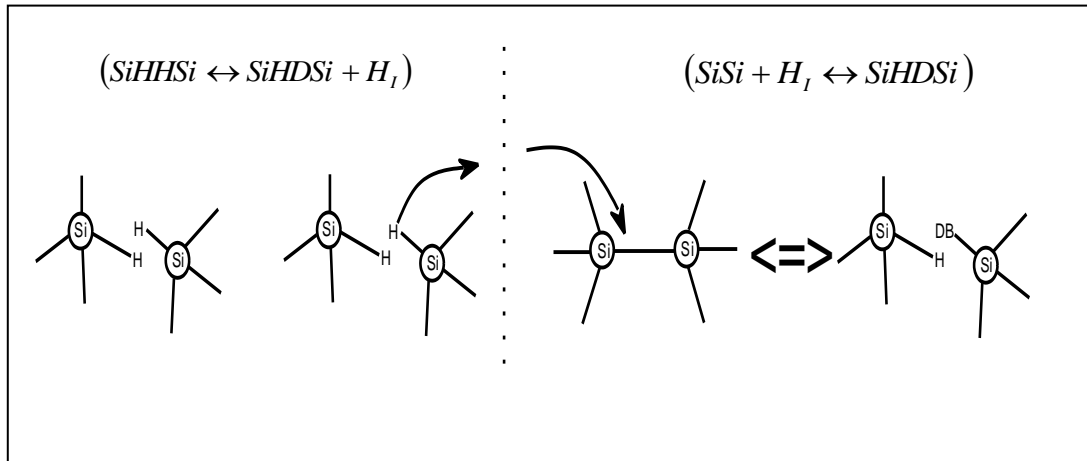 (SiHHSi ↔ SiHDSi + H_I)
(SiSi + H_I ↔ SiHDSi)
Si
H
H
Si
Si
H
H
Si
Si
Si
<=>
Si
H
DB
Si